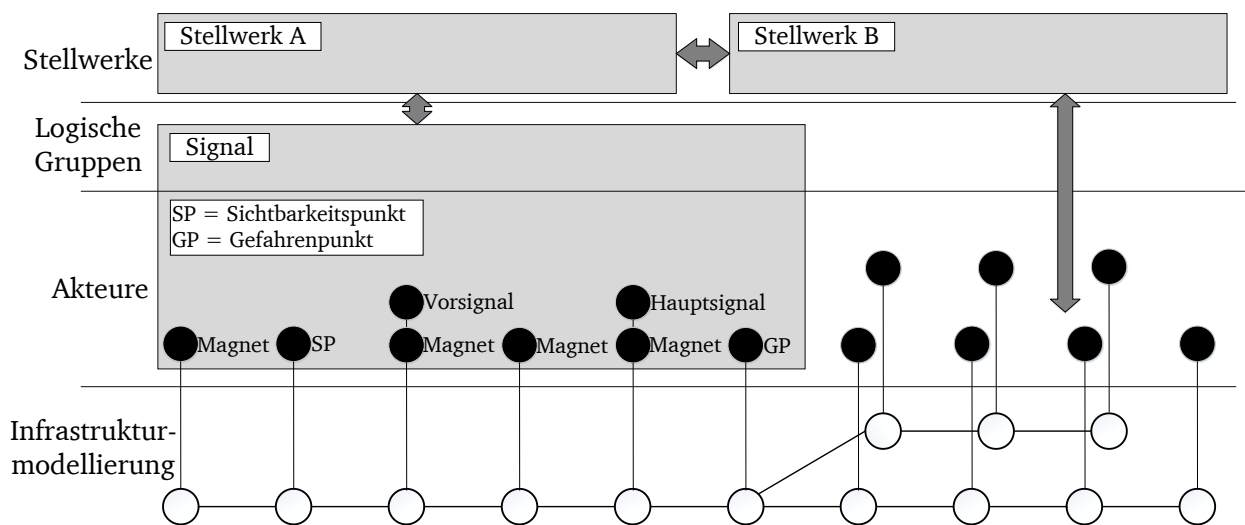 Stellwerk A
Stellwerk B
Stellwerke
Logische
Gruppen
Signal
SP = Sichtbarkeitspunkt
GP = Gefahrenpunkt
Akteure
Vorsignal
Hauptsignal
Magnet
SP
Magnet
Magnet
Magnet
GP
Infrastruktur-
modellierung